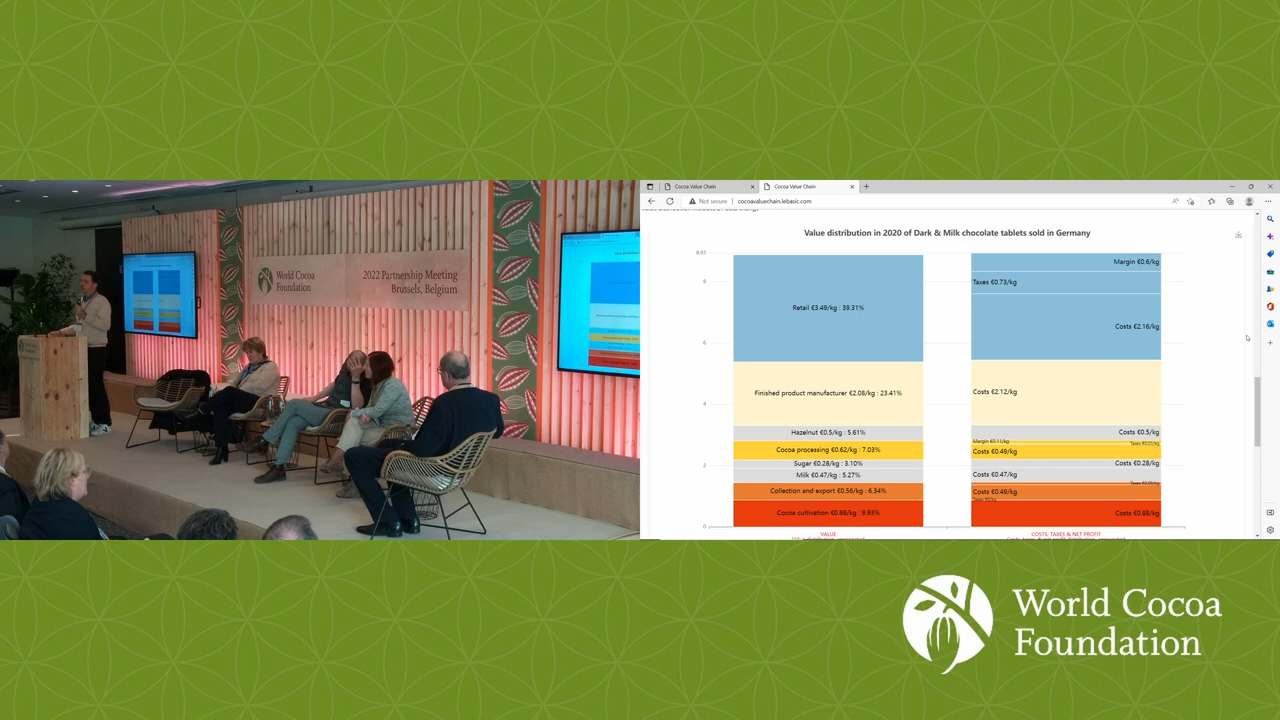 World Cocoa
Foundation
2022 Partnership Meeting
Brussels, Belgium
Cocoa Value Chain
Cocoa Value Chain
Not secure
cocoavaluechain.lebasic.com
Value distribution in 2020 of Dark & Milk chocolate tablets sold in Germany
8.93
8
6
4
2
0
Retail €3.49/kg : 39.31%
Finished product manufacturer €2.08/kg : 23.41%
Hazelnut €0.5/kg : 5.61%
Cocoa processing €0.62/kg : 7.03%
Sugar €0.28/kg : 3.10%
Milk €0.47/kg : 5.27%
Collection and export €0.56/kg : 6.34%
Cocoa cultivation €0.88/kg : 9.93%
Margin €0.6/kg
Taxes €0.73/kg
Costs €2.16/kg
Costs €2.12/kg
Costs €0.5/kg
Margin €0.11/kg
Costs €0.49/kg
Costs €0.28/kg
Costs €0.47/kg
Costs €0.49/kg
Costs €0.88/kg
VALUE
COSTS, TAXES & NET PROFIT
World Cocoa
Foundation